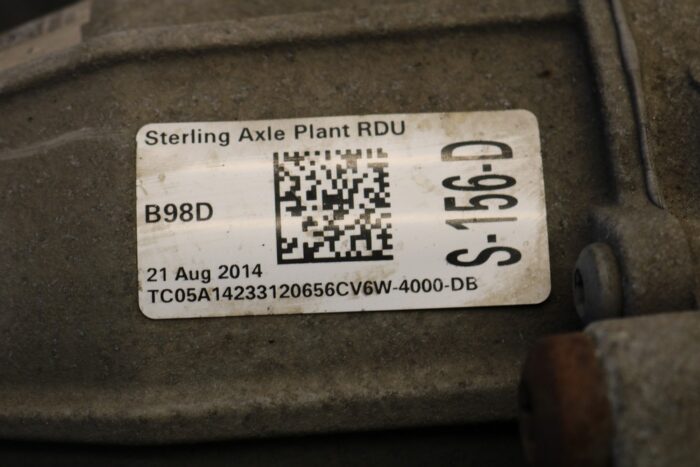 Sterling Axle Plant RDU
B98D
S-156-D
21 Aug 2014
TC05A14233120656CV6W-4000-DB